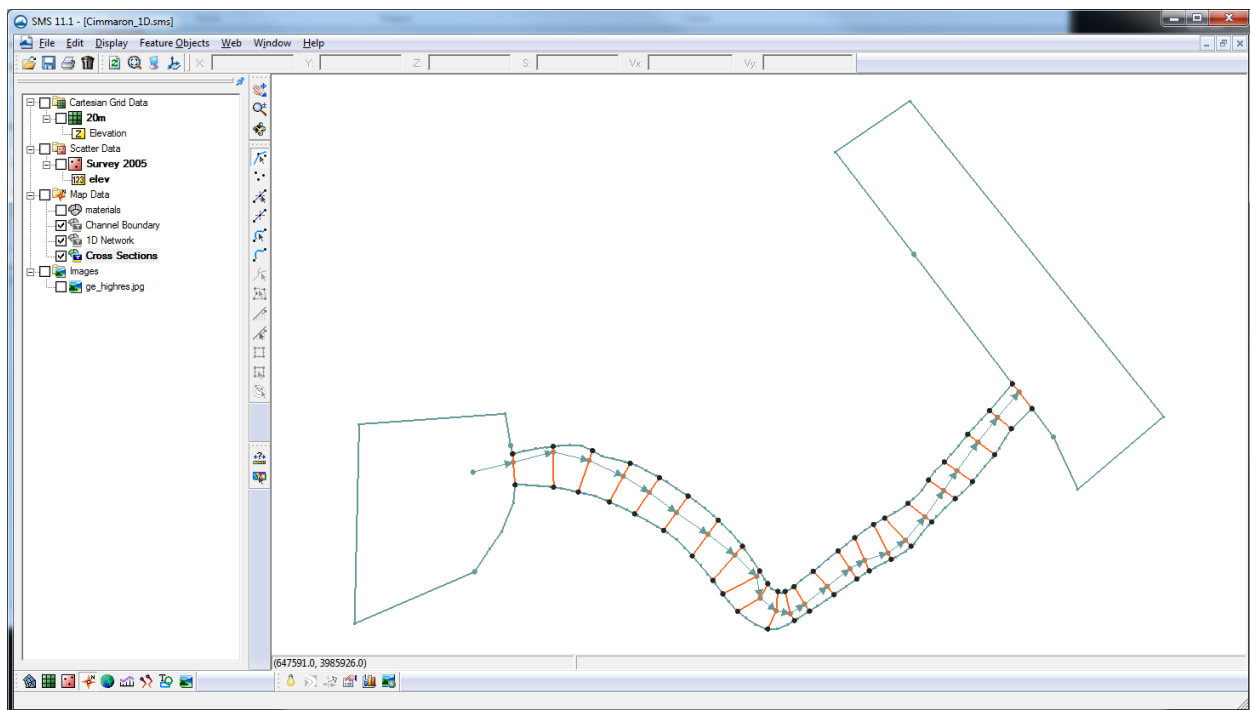 SMS 11.1 - [Cimmaron_1D.sms]
File Edit Display Feature Objects Web Window Help
X: Y: Z: S: Vx: Vy:
Cartesian Grid Data
20m
Z Elevation
Scatter Data
Survey 2005
123 elev
Map Data
materials
Channel Boundary
1D Network
Cross Sections
Images
ge_highres.jpg
(647591.0, 3985926.0)